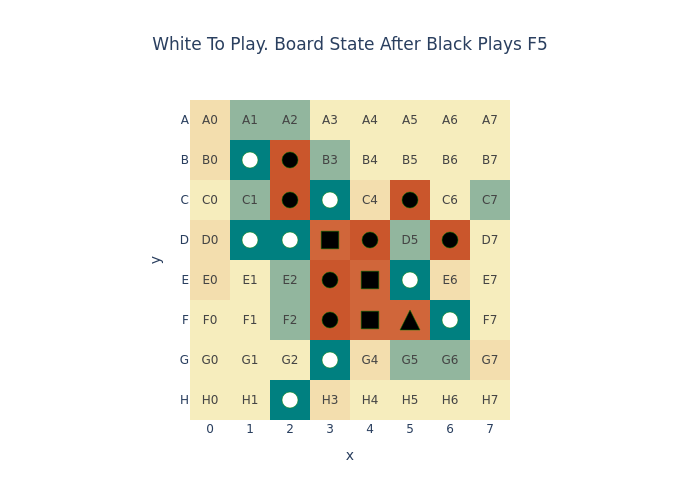 White To Play. Board State After Black Plays F5
A A0 A1 A2 A3 A4 A5 A6 A7
B B0 B3 B4 B5 B6 B7
C C0 C1 C4 C6 C7
D D0 D5 D7
E E0 E1 E2 E6 E7
F F0 F1 F2 F7
G G0 G1 G2 G4 G5 G6 G7
H H0 H1 H3 H4 H5 H6 H7
0 1 2 3 4 5 6 7
x
y